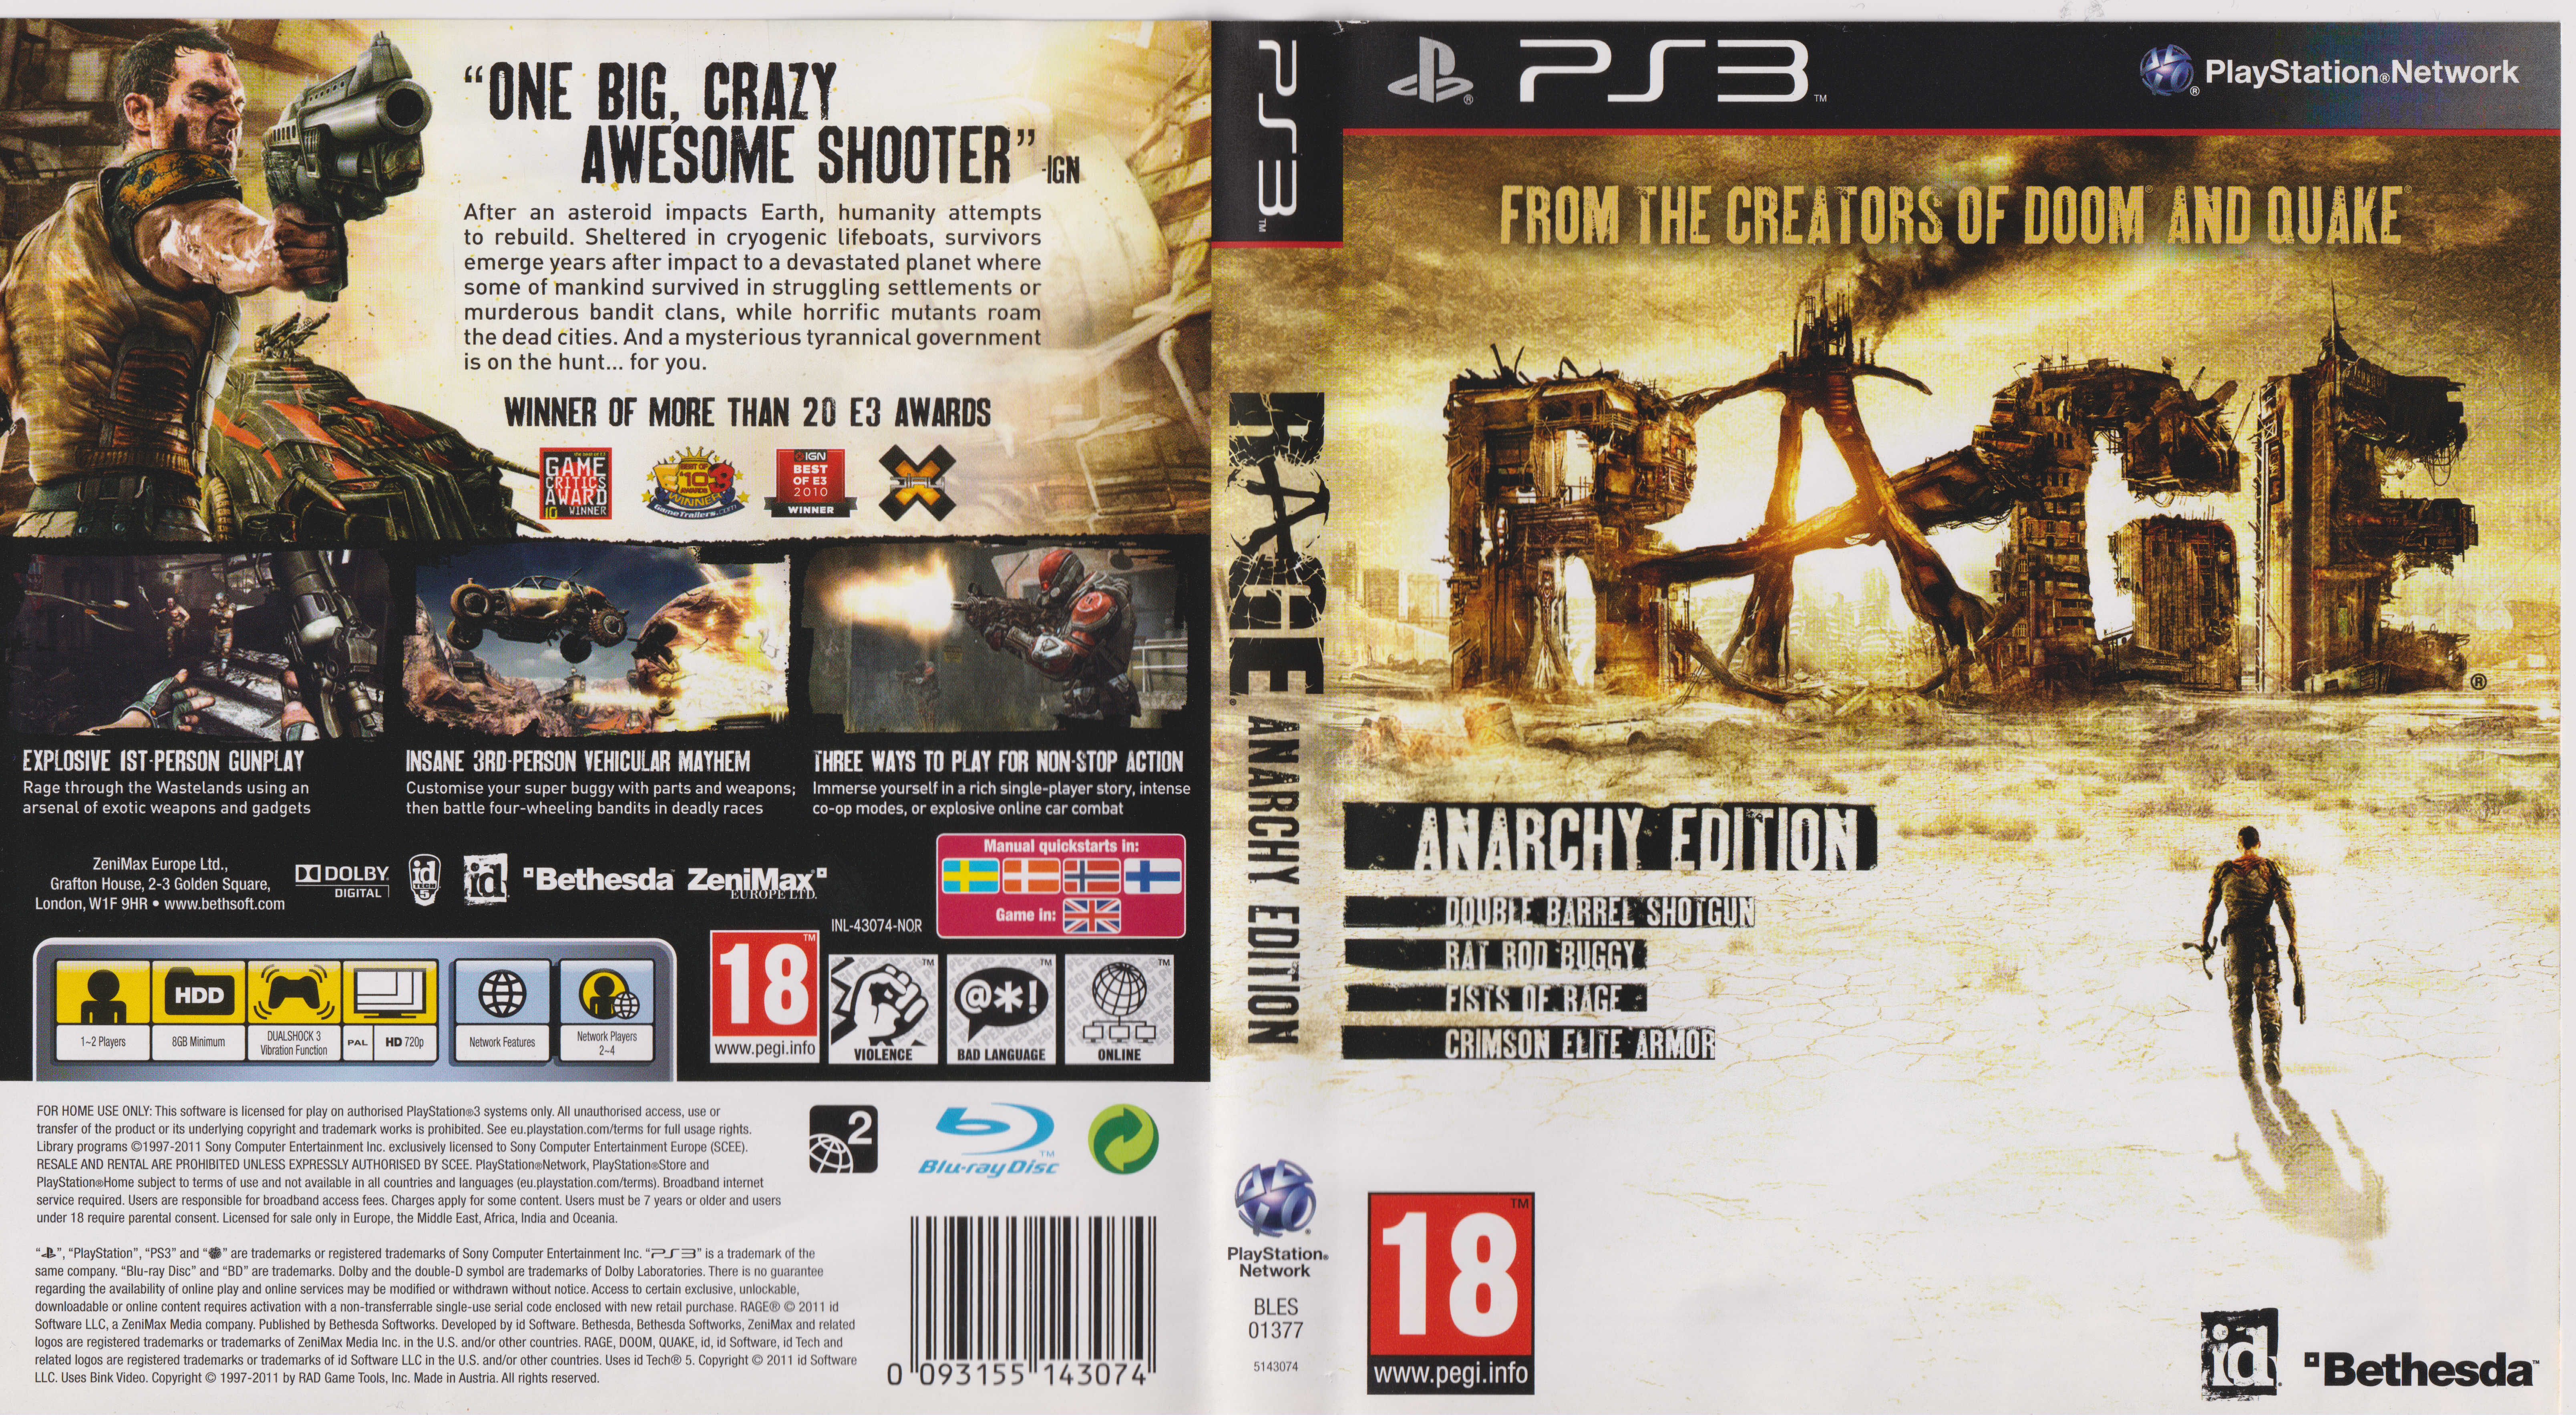 “ONE BIG, CRAZY
AWESOME SHOOTER”
-IGN
After an asteroid impacts Earth, humanity attempts
to rebuild. Sheltered in cryogenic lifeboats, survivors
emerge years after impact to a devastated planet where
some of mankind survived in struggling settlements or
murderous bandit clans, while horrific mutants roam
the dead cities. And a mysterious tyrannical government
is on the hunt... for you.
WINNER OF MORE THAN 20 E3 AWARDS
the best of E3
GAME
CRITICS
AWARD
10 WINNER
BEST OF
E'103
AWARDS
WINNER
GameTrailers.com
IGN
BEST
OF E3
2010
WINNER
EXPLOSIVE 1ST-PERSON GUNPLAY
Rage through the Wastelands using an
arsenal of exotic weapons and gadgets
INSANE 3RD-PERSON VEHICULAR MAYHEM
Customise your super buggy with parts and weapons;
then battle four-wheeling bandits in deadly races
THREE WAYS TO PLAY FOR NON-STOP ACTION
Immerse yourself in a rich single-player story, intense
co-op modes, or explosive online car combat
ZeniMax Europe Ltd.,
Grafton House, 2-3 Golden Square,
London, W1F 9HR • www.bethsoft.com
DOLBY
DIGITAL
id
TECH
5
id
Bethesda
ZeniMax
EUROPE LTD.
INL-43074-NOR
Manual quickstarts in:
Game in:
1~2 Players
HDD
8GB Minimum
DUALSHOCK 3
Vibration Function
PAL
HD 720p
Network Features
Network Players
2~4
18™
www.pegi.info
VIOLENCE
@*!
BAD LANGUAGE
ONLINE
FOR HOME USE ONLY: This software is licensed for play on authorised PlayStation®3 systems only. All unauthorised access, use or
transfer of the product or its underlying copyright and trademark works is prohibited. See eu.playstation.com/terms for full usage rights.
Library programs ©1997-2011 Sony Computer Entertainment Inc. exclusively licensed to Sony Computer Entertainment Europe (SCEE).
RESALE AND RENTAL ARE PROHIBITED UNLESS EXPRESSLY AUTHORISED BY SCEE. PlayStation®Network, PlayStation®Store and
PlayStation®Home subject to terms of use and not available in all countries and languages (eu.playstation.com/terms). Broadband internet
service required. Users are responsible for broadband access fees. Charges apply for some content. Users must be 7 years or older and users
under 18 require parental consent. Licensed for sale only in Europe, the Middle East, Africa, India and Oceania.
2
Blu-ray Disc™
“ ”, “PlayStation”, “PS3” and “ ” are trademarks or registered trademarks of Sony Computer Entertainment Inc. “PS3” is a trademark of the
same company. “Blu-ray Disc” and “BD” are trademarks. Dolby and the double-D symbol are trademarks of Dolby Laboratories. There is no guarantee
regarding the availability of online play and online services may be modified or withdrawn without notice. Access to certain exclusive, unlockable,
downloadable or online content requires activation with a non-transferrable single-use serial code enclosed with new retail purchase. RAGE® © 2011 id
Software LLC, a ZeniMax Media company. Published by Bethesda Softworks. Developed by id Software. Bethesda, Bethesda Softworks, ZeniMax and related
logos are registered trademarks or trademarks of ZeniMax Media Inc. in the U.S. and/or other countries. RAGE, DOOM, QUAKE, id, id Software, id Tech and
related logos are registered trademarks or trademarks of id Software LLC in the U.S. and/or other countries. Uses id Tech® 5. Copyright © 2011 id Software
LLC. Uses Bink Video. Copyright © 1997-2011 by RAD Game Tools, Inc. Made in Austria. All rights reserved.
0 093155 143074
PS3™
RAGE®
ANARCHY EDITION
PlayStation®
Network
BLES
01377
5143074
PS3™
PlayStation®Network
FROM THE CREATORS OF DOOM® AND QUAKE®
RAGE®
ANARCHY EDITION
DOUBLE BARREL SHOTGUN
RAT ROD BUGGY
FISTS OF RAGE
CRIMSON ELITE ARMOR
18™
www.pegi.info
id
Bethesda™